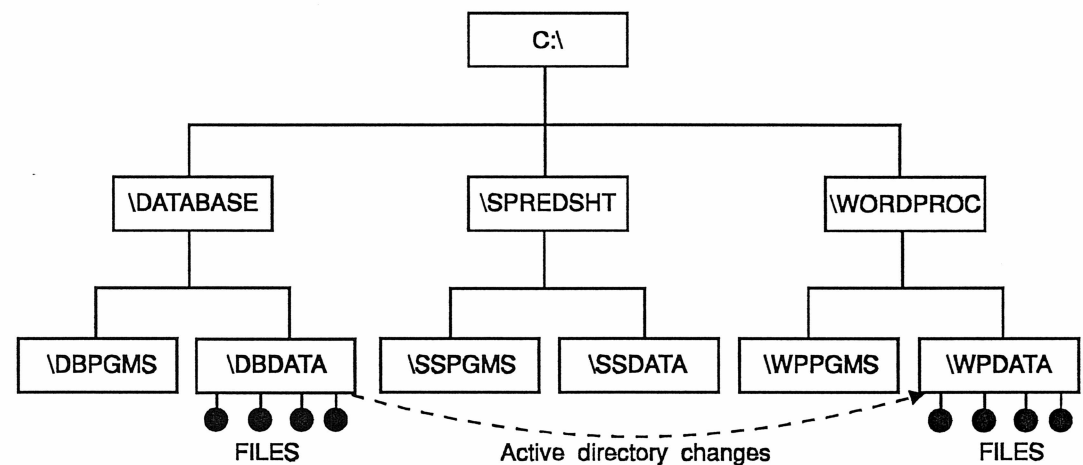 C:\
\DATABASE
\SPREDSHT
\WORDPROC
\DBPGMS
\DBDATA
\SSPGMS
\SSDATA
\WPPGMS
\WPDATA
FILES
Active directory changes
FILES